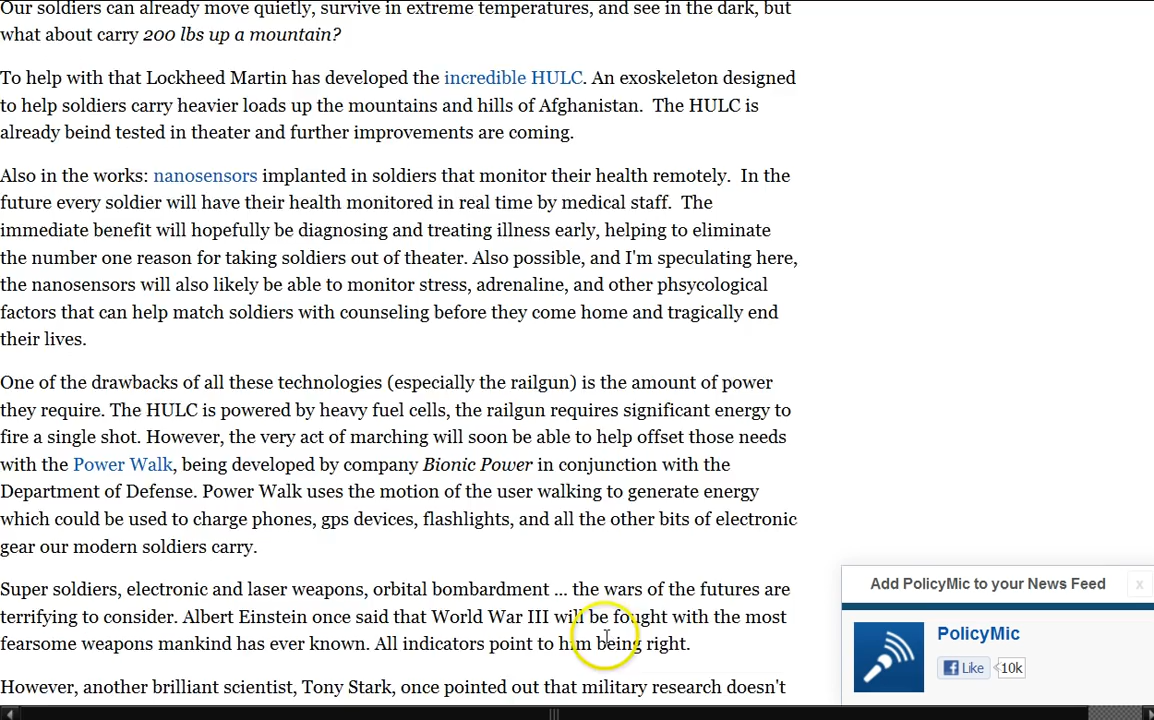 Our soldiers can already move quietly, survive in extreme temperatures, and see in the dark, but
what about carry 200 lbs up a mountain?
To help with that Lockheed Martin has developed the incredible HULC. An exoskeleton designed
to help soldiers carry heavier loads up the mountains and hills of Afghanistan. The HULC is
already beind tested in theater and further improvements are coming.
Also in the works: nanosensors implanted in soldiers that monitor their health remotely. In the
future every soldier will have their health monitored in real time by medical staff. The
immediate benefit will hopefully be diagnosing and treating illness early, helping to eliminate
the number one reason for taking soldiers out of theater. Also possible, and I'm speculating here,
the nanosensors will also likely be able to monitor stress, adrenaline, and other phsycological
factors that can help match soldiers with counseling before they come home and tragically end
their lives.
One of the drawbacks of all these technologies (especially the railgun) is the amount of power
they require. The HULC is powered by heavy fuel cells, the railgun requires significant energy to
fire a single shot. However, the very act of marching will soon be able to help offset those needs
with the Power Walk, being developed by company Bionic Power in conjunction with the
Department of Defense. Power Walk uses the motion of the user walking to generate energy
which could be used to charge phones, gps devices, flashlights, and all the other bits of electronic
gear our modern soldiers carry.
Super soldiers, electronic and laser weapons, orbital bombardment ... the wars of the futures are
terrifying to consider. Albert Einstein once said that World War III will be fought with the most
fearsome weapons mankind has ever known. All indicators point to him being right.
However, another brilliant scientist, Tony Stark, once pointed out that military research doesn't
Add PolicyMic to your News Feed
x
PolicyMic
Like 10k